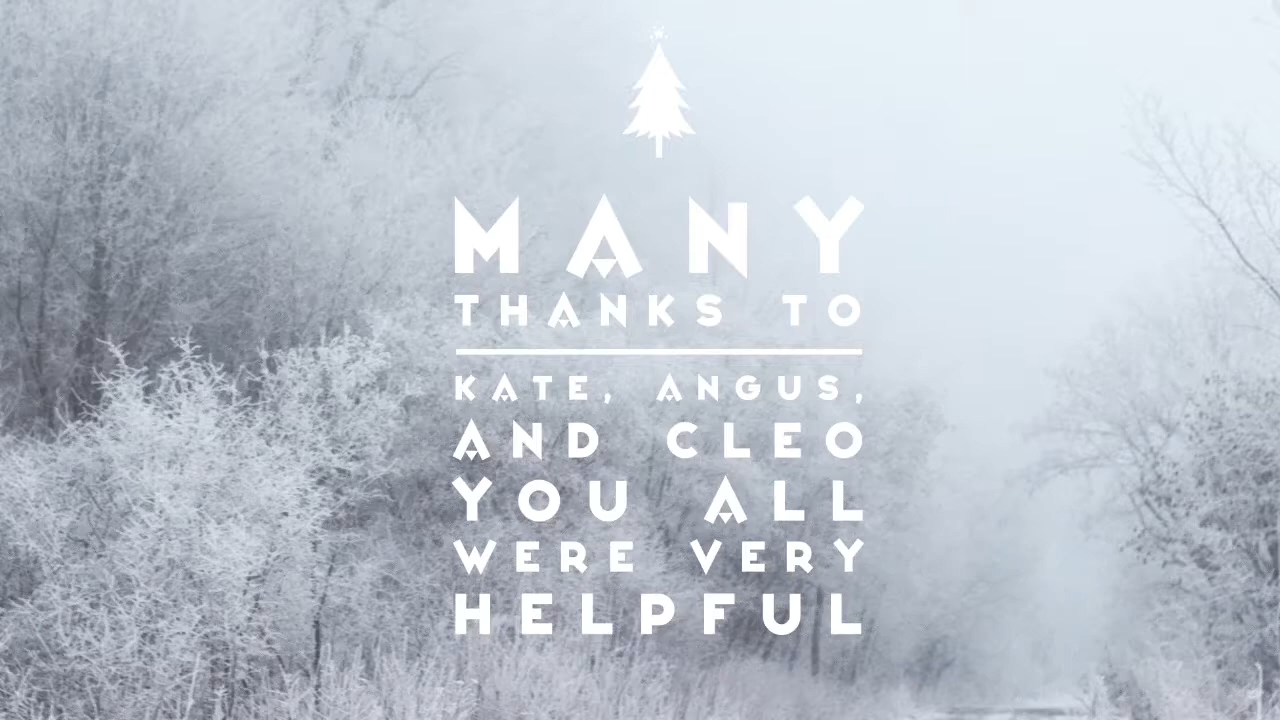 MANY
THANKS TO
KATE, ANGUS,
AND CLEO
YOU ALL
WERE VERY
HELPFUL